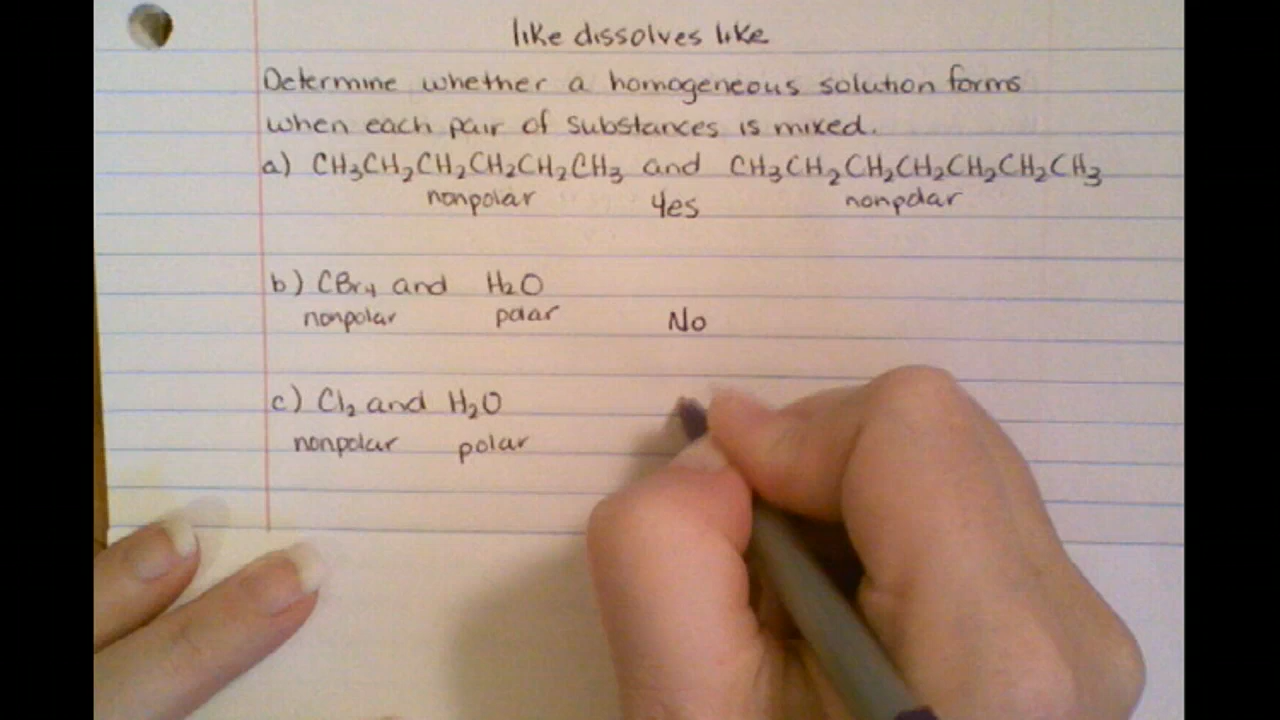 like dissolves like
Determine whether a homogeneous solution forms
when each pair of substances is mixed.
a) CH₃CH₂CH₂CH₂CH₂CH₃ and CH₃CH₂CH₂CH₂CH₂CH₂CH₃
nonpolar Yes nonpolar
b) CBr₄ and H₂O
nonpolar polar No
c) Cl₂ and H₂O
nonpolar polar